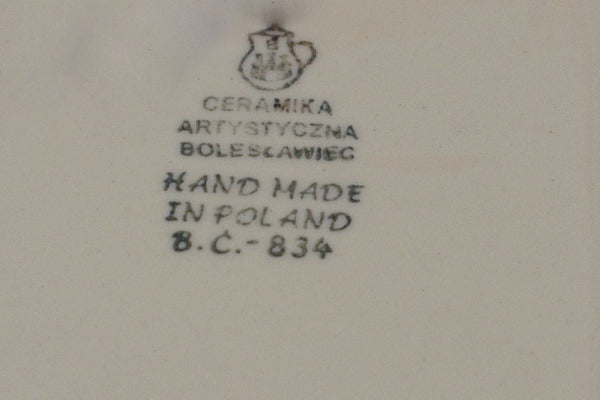 CERAMIKA
ARTYSTYCZNA
BOLESŁAWIEC
HAND MADE
IN POLAND
B.C.-834